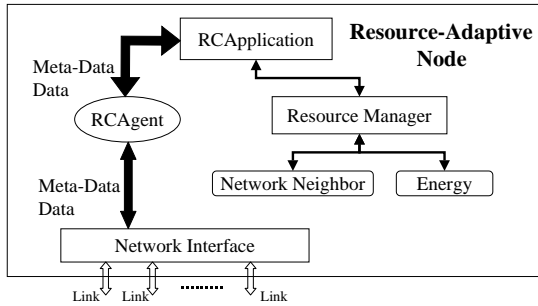 RCApplication
Resource-Adaptive
Node
Meta-Data
Data
RCAgent
Resource Manager
Network Neighbor
Energy
Meta-Data
Data
Network Interface
Link
Link
Link